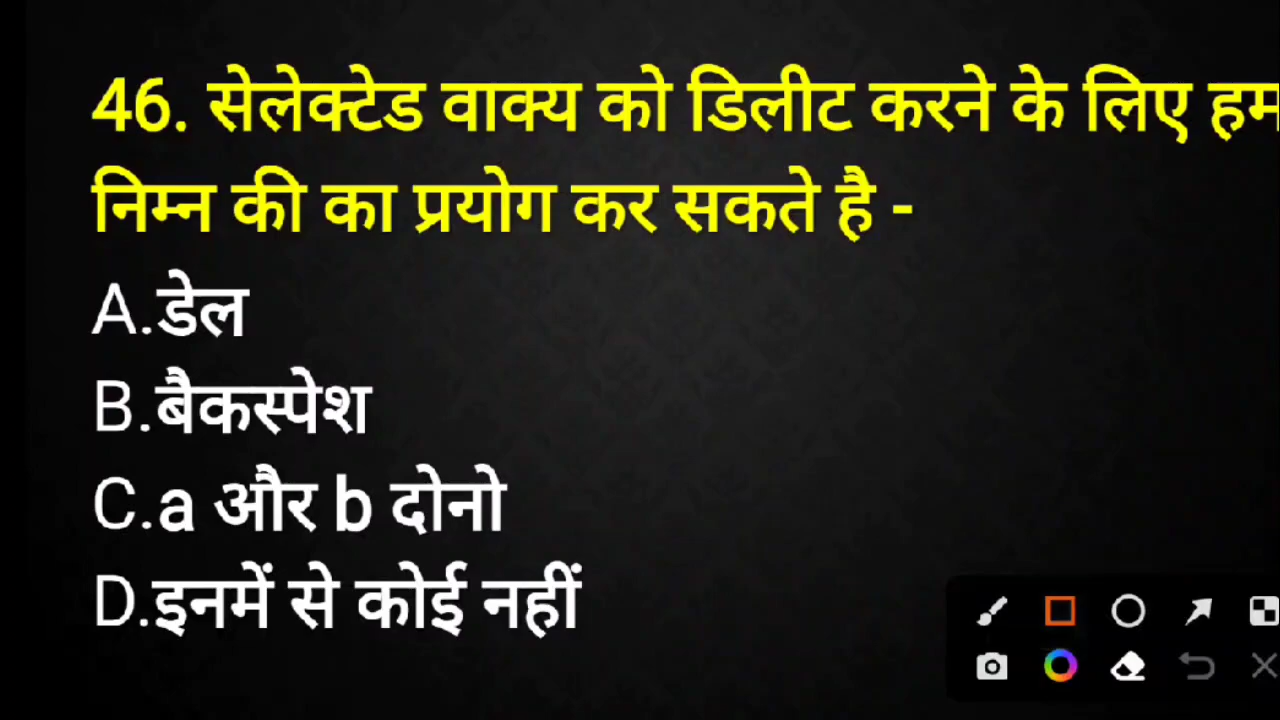 46. सेलेक्टेड वाक्य को डिलीट करने के लिए हम
निम्न की का प्रयोग कर सकते है -
A.डेल
B.बैकस्पेश
C.a और b दोनो
D.इनमें से कोई नहीं